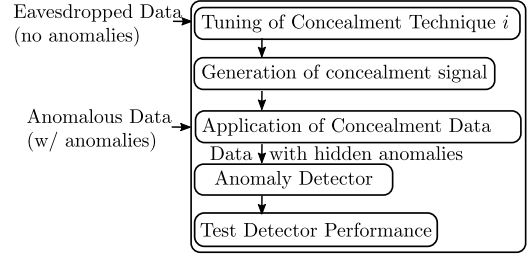 Eavesdropped Data
(no anomalies)
Tuning of Concealment Technique i
Generation of concealment signal
Anomalous Data
(w/ anomalies)
Application of Concealment Data
Data with hidden anomalies
Anomaly Detector
Test Detector Performance